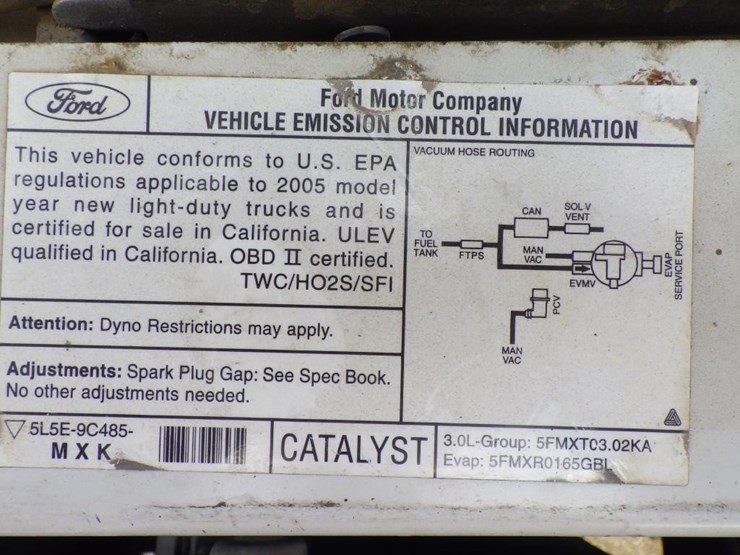 Ford
Ford Motor Company
VEHICLE EMISSION CONTROL INFORMATION
This vehicle conforms to U.S. EPA
regulations applicable to 2005 model
year new light-duty trucks and is
certified for sale in California. ULEV
qualified in California. OBD II certified.
TWC/HO2S/SFI
Attention: Dyno Restrictions may apply.
Adjustments: Spark Plug Gap: See Spec Book.
No other adjustments needed.
VACUUM HOSE ROUTING
TO
FUEL
TANK
FTPS
CAN
SOL V
VENT
MAN
VAC
EVMV
EVAP
SERVICE PORT
PCV
MAN
VAC
5L5E-9C485-
MXK
CATALYST
3.0L-Group: 5FMXT03.02KA
Evap: 5FMXR0165GBL